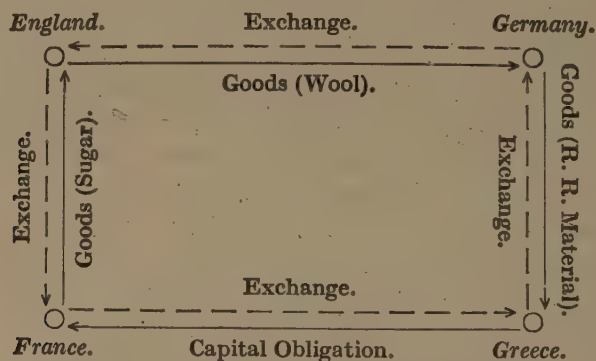 England.
Exchange.
Germany.
Goods (Wool).
Exchange.
Goods (Sugar).
Exchange.
Goods (R. R. Material).
Exchange.
France.
Capital Obligation.
Greece.